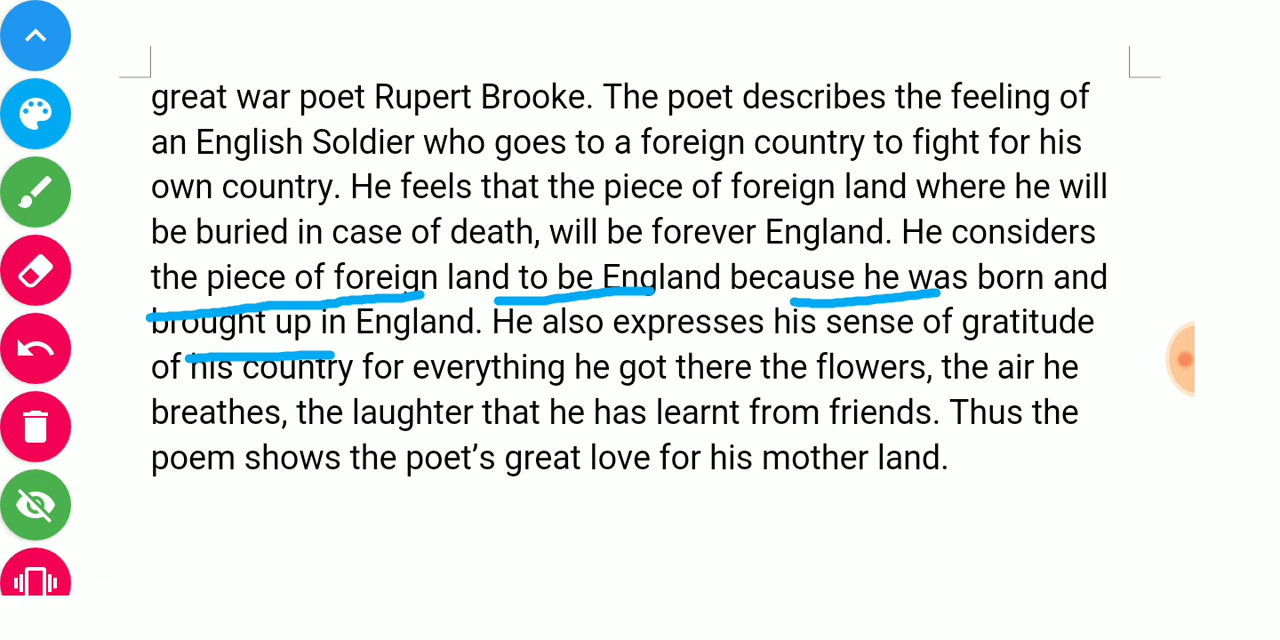 great war poet Rupert Brooke. The poet describes the feeling of
an English Soldier who goes to a foreign country to fight for his
own country. He feels that the piece of foreign land where he will
be buried in case of death, will be forever England. He considers
the piece of foreign land to be England because he was born and
brought up in England. He also expresses his sense of gratitude
of his country for everything he got there the flowers, the air he
breathes, the laughter that he has learnt from friends. Thus the
poem shows the poet’s great love for his mother land.